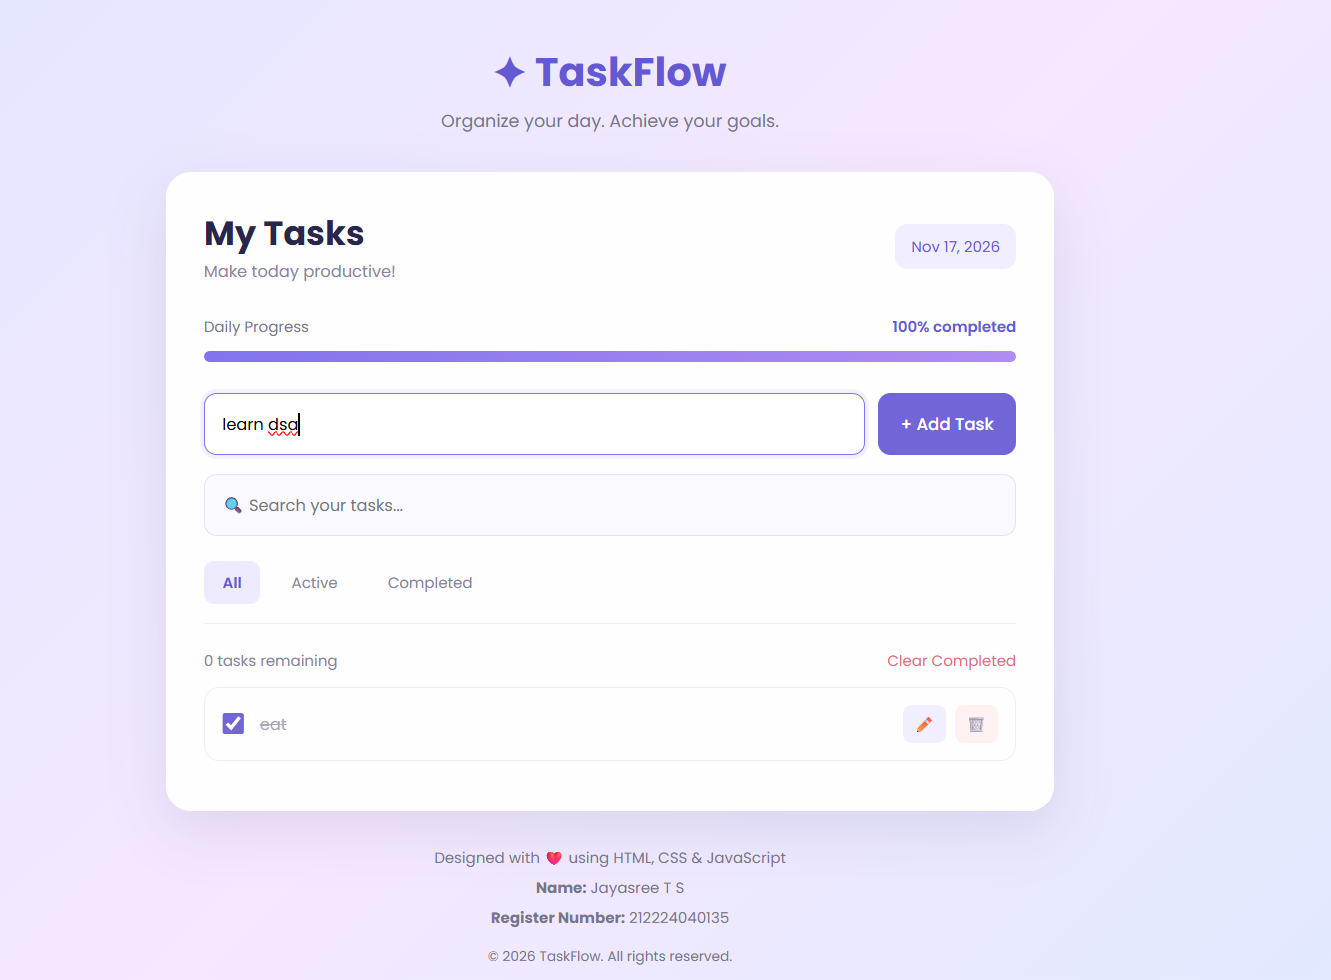 ✦ TaskFlow
Organize your day. Achieve your goals.
My Tasks
Make today productive!
Nov 17, 2026
Daily Progress
100% completed
learn dsa
+ Add Task
🔍 Search your tasks...
All
Active
Completed
0 tasks remaining
Clear Completed
eat
Designed with ❤️ using HTML, CSS & JavaScript
Name: Jayasree T S
Register Number: 212224040135
© 2026 TaskFlow. All rights reserved.